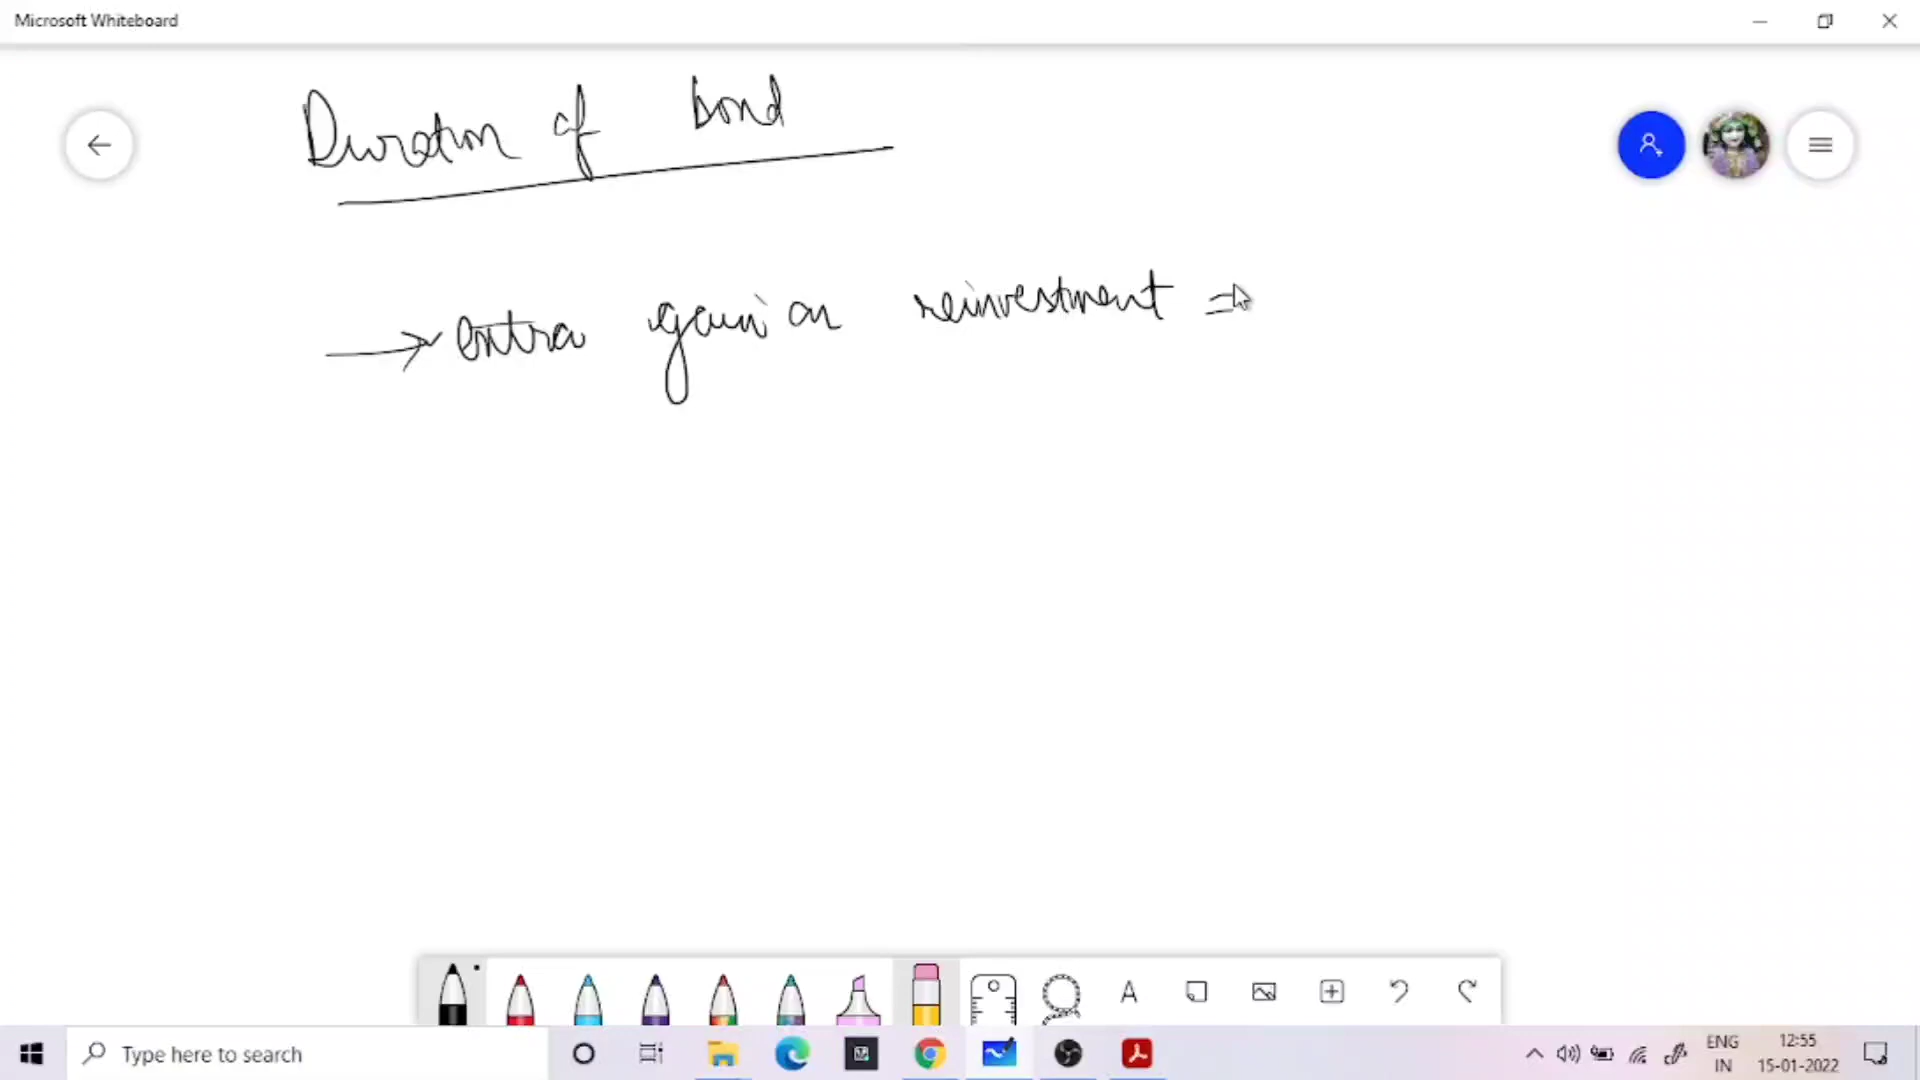 Microsoft Whiteboard
Duration of bond
→ extra gain on reinvestment =
A
Type here to search
ENG
IN
12:55
15-01-2022